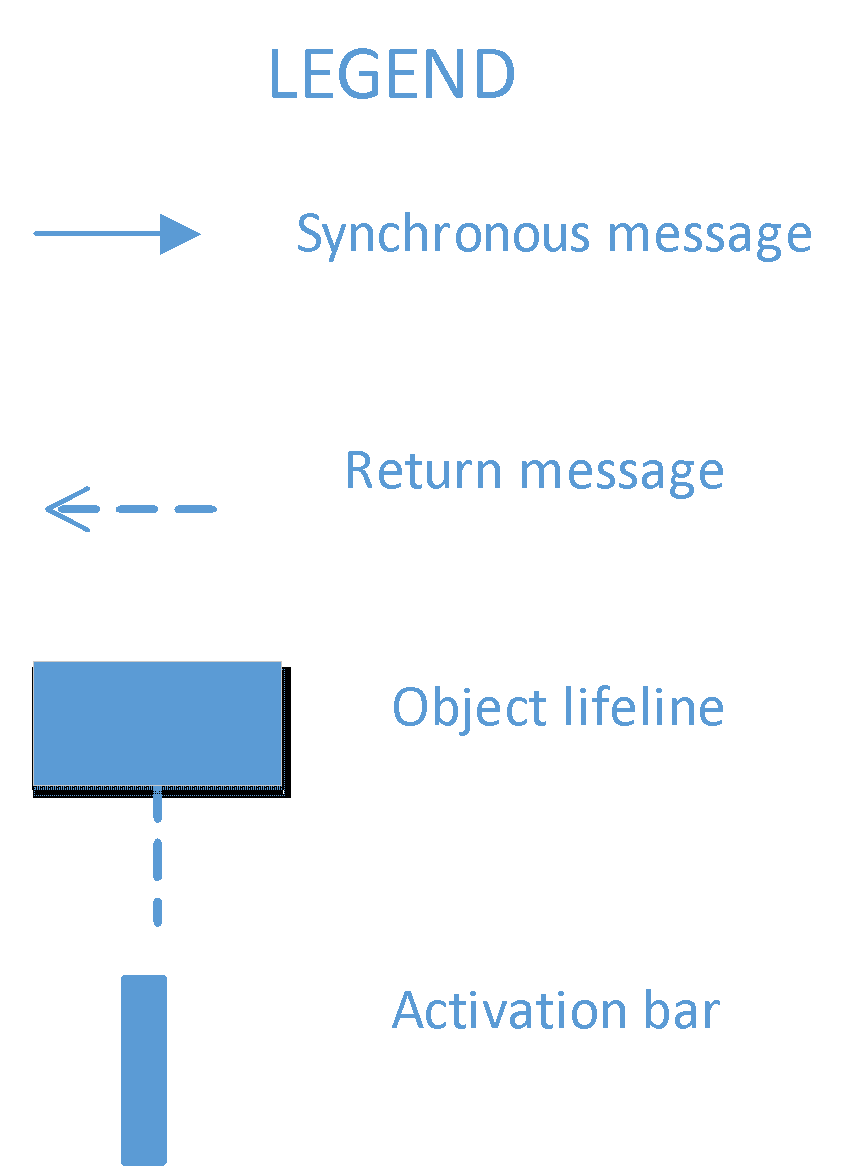 LEGEND
Synchronous message
Return message
Object lifeline
Activation bar